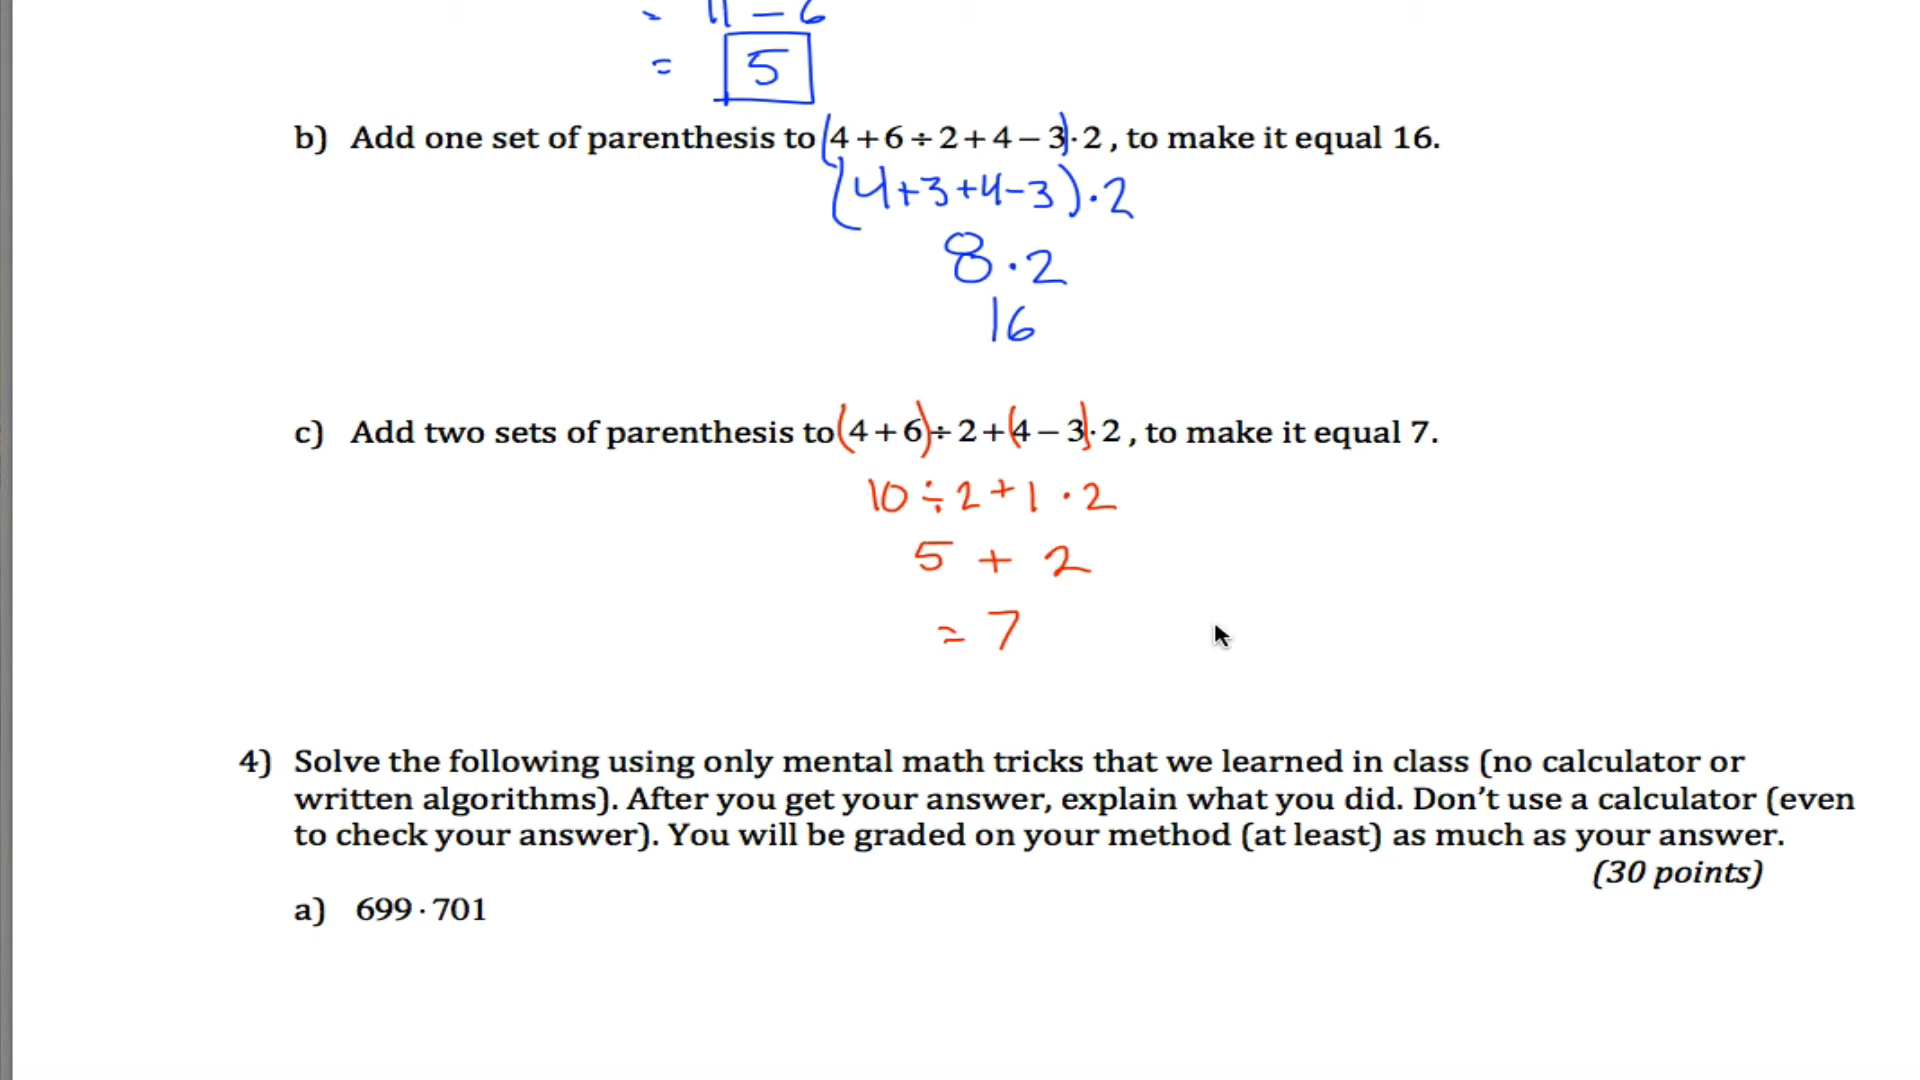 = 11 - 6
= 5
b) Add one set of parenthesis to (4+6÷2+4−3)·2, to make it equal 16.
(4+3+4-3)·2
8·2
16
c) Add two sets of parenthesis to (4+6)÷2+(4−3)·2, to make it equal 7.
10÷2+1·2
5 + 2
= 7
4) Solve the following using only mental math tricks that we learned in class (no calculator or
written algorithms). After you get your answer, explain what you did. Don't use a calculator (even
to check your answer). You will be graded on your method (at least) as much as your answer.
(30 points)
a) 699·701